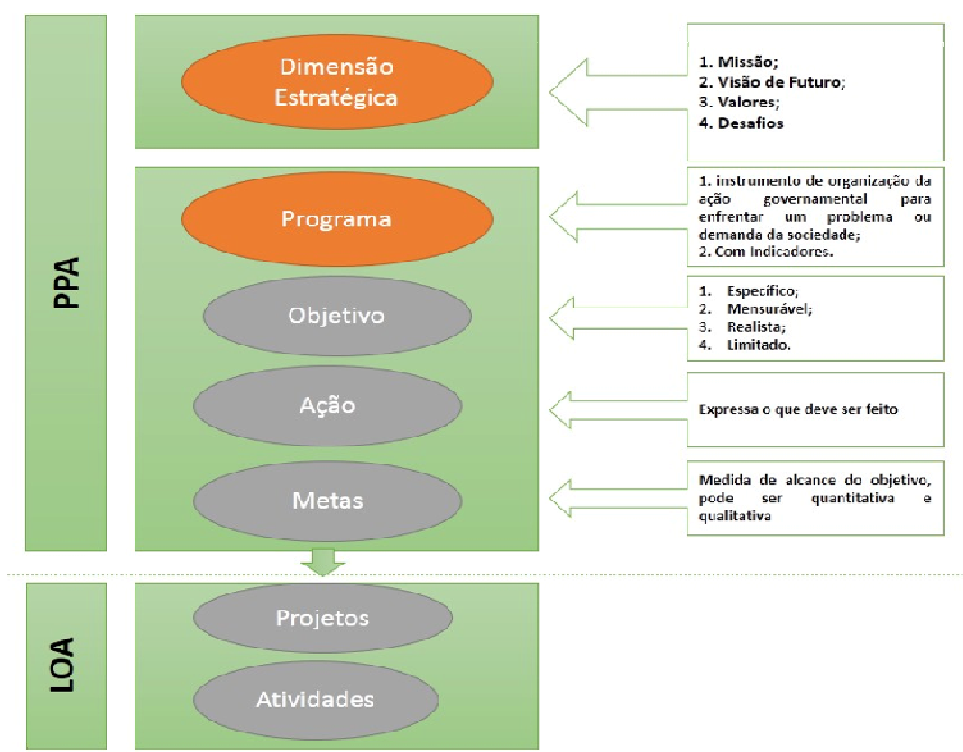 PPA
Dimensão
Estratégica
1. Missão;
2. Visão de Futuro;
3. Valores;
4. Desafios
Programa
1. instrumento de organização da
ação governamental para
enfrentar um problema ou
demanda da sociedade;
2. Com Indicadores.
Objetivo
1. Específico;
2. Mensurável;
3. Realista;
4. Limitado.
Ação
Expressa o que deve ser feito
Metas
Medida de alcance do objetivo,
pode ser quantitativa e
qualitativa
LOA
Projetos
Atividades